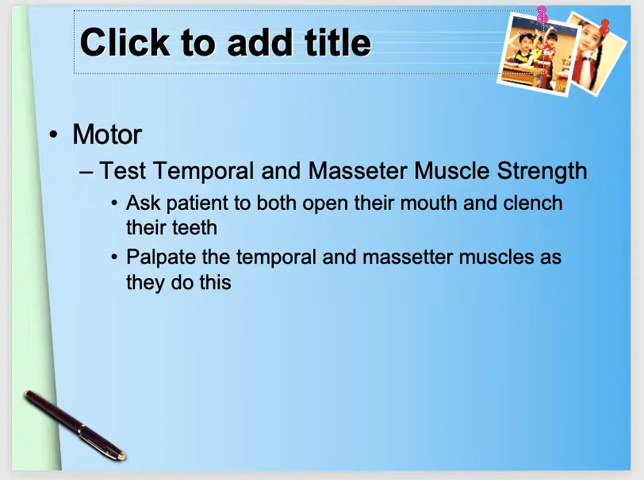 Click to add title
• Motor
– Test Temporal and Masseter Muscle Strength
• Ask patient to both open their mouth and clench
their teeth
• Palpate the temporal and massetter muscles as
they do this